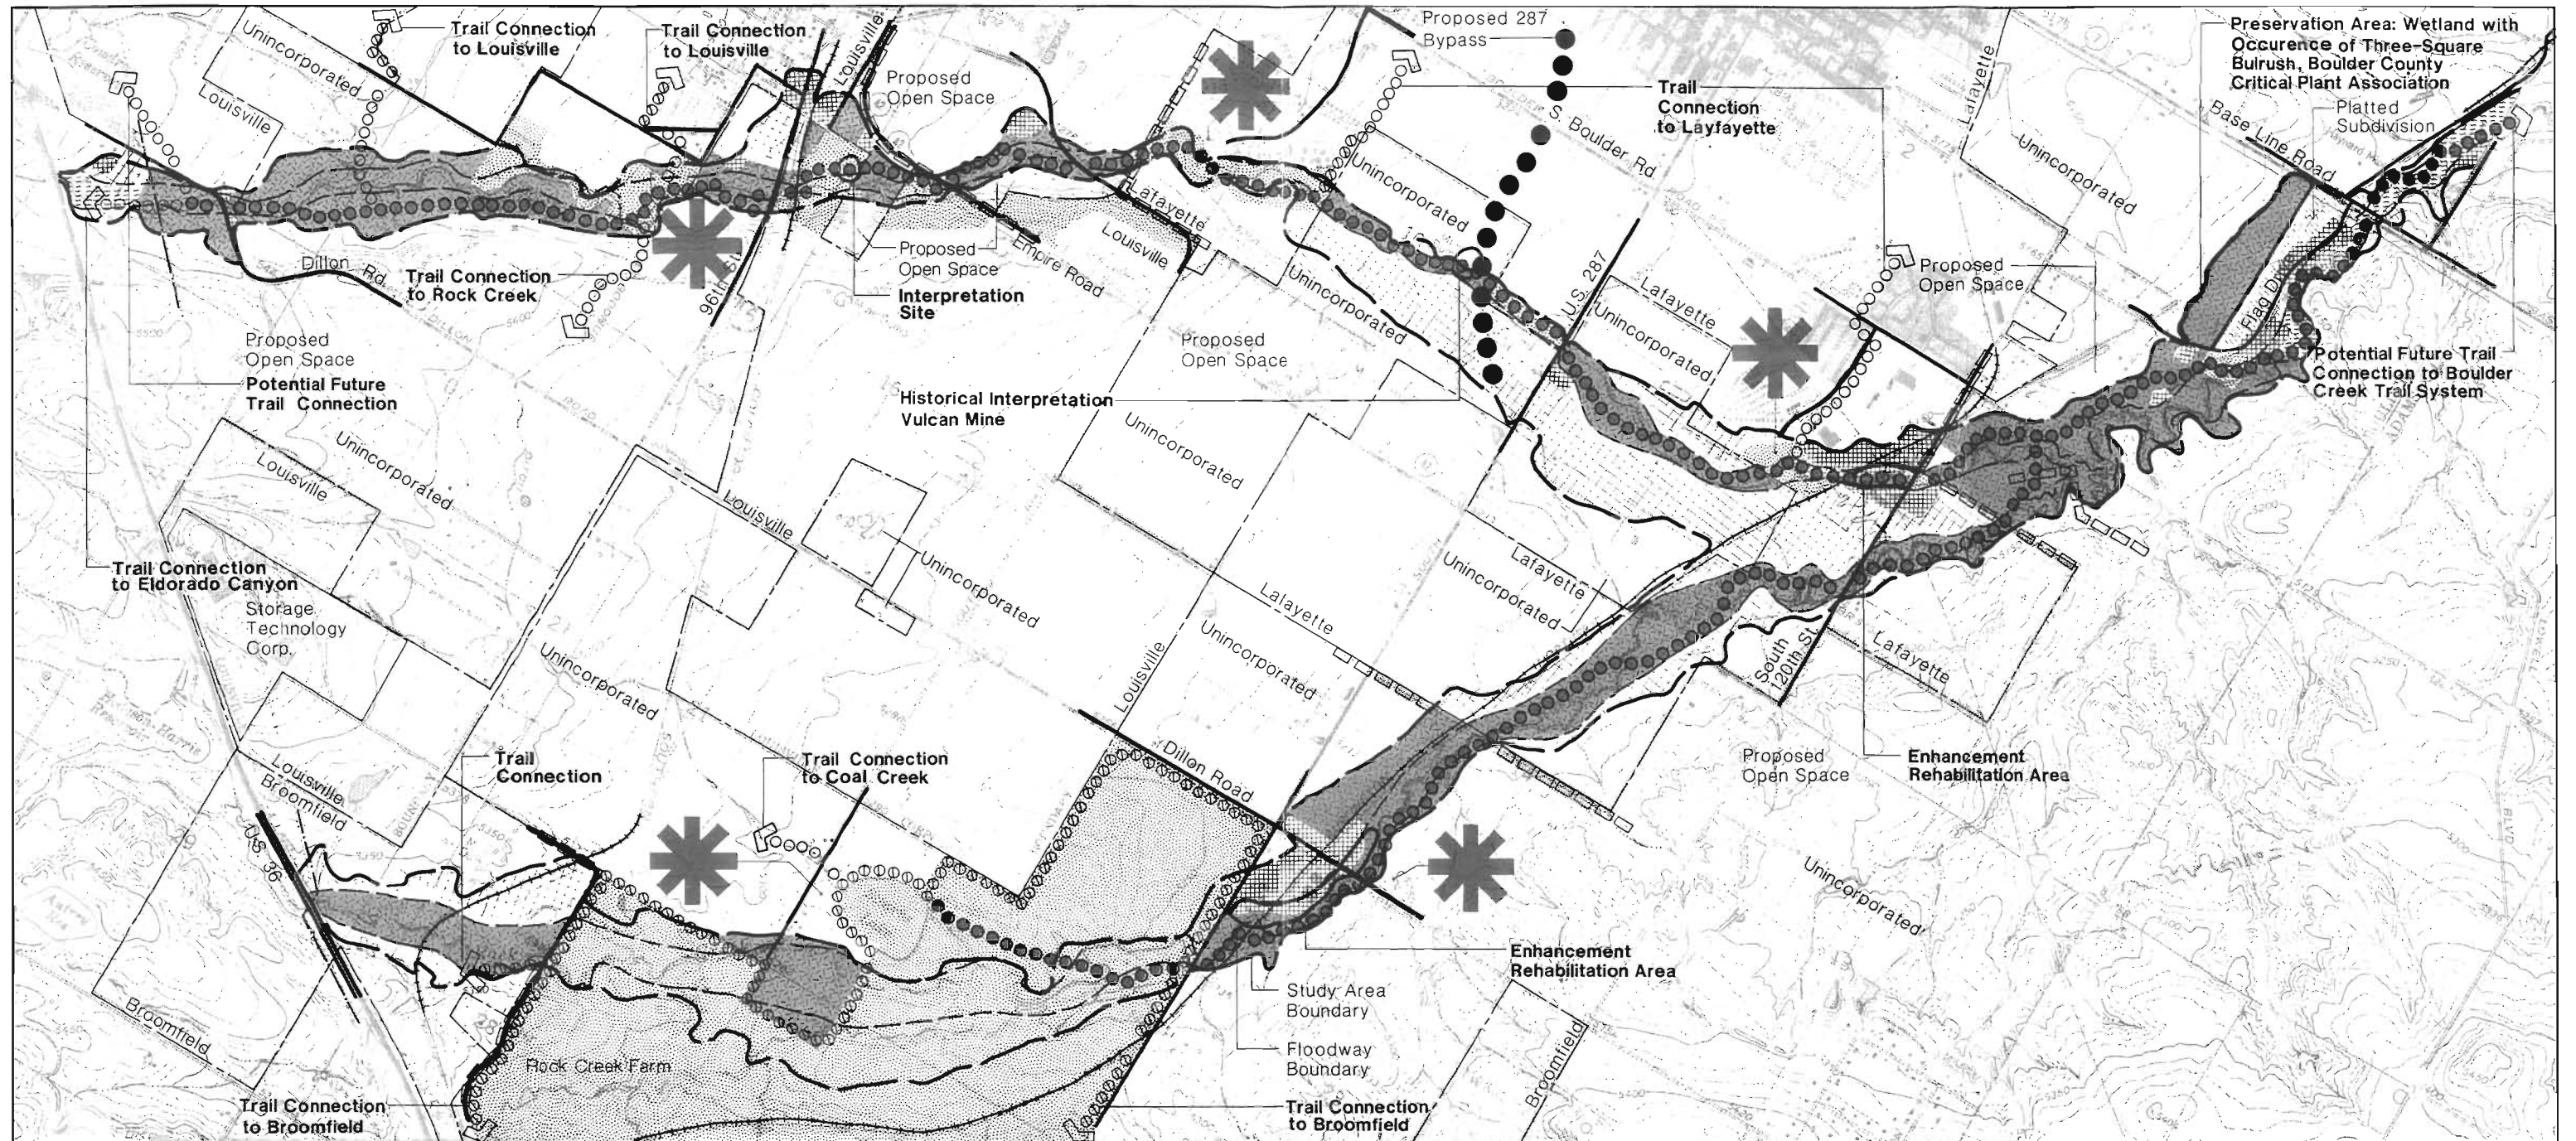 Trail Connection
to Louisville
Trail Connection
to Louisville
Louisville
Proposed 287
Bypass
Preservation Area: Wetland with
Occurence of Three-Square
Bulrush, Boulder County
Critical Plant Association
Platted
Subdivision
Unincorporated
Louisville
Proposed
Open Space
Trail
Connection
to Layfayette
S. Boulder Rd
Lafayette
2
Unincorporated
Base Line Road
Unincorporated
Lafayette
Louisville
Dillon Rd.
Trail Connection
to Rock Creek
96th St.
Proposed
Open Space
Interpretation
Site
Empire Road
Unincorporated
U.S. 287
Lafayette
Unincorporated
Proposed
Open Space
Flagg Dr.
Proposed
Open Space
Potential Future
Trail Connection
Proposed
Open Space
Historical Interpretation
Vulcan Mine
Potential Future Trail
Connection to Boulder
Creek Trail System
Unincorporated
Louisville
Unincorporated
Louisville
Unincorporated
Trail Connection
to Eldorado Canyon
Storage
Technology
Corp.
Unincorporated
Lafayette
Unincorporated
Lafayette
Unincorporated
Louisville
South
120th St.
Lafayette
Louisville
Broomfield
Trail
Connection
Trail Connection
to Coal Creek
Dillon Road
Proposed
Open Space
Enhancement
Rehabilitation Area
US 36
Unincorporated
Enhancement
Rehabilitation Area
Study Area
Boundary
Broomfield
Floodway
Boundary
Broomfield
Rock Creek Farm
Trail Connection
to Broomfield
Trail Connection
to Broomfield